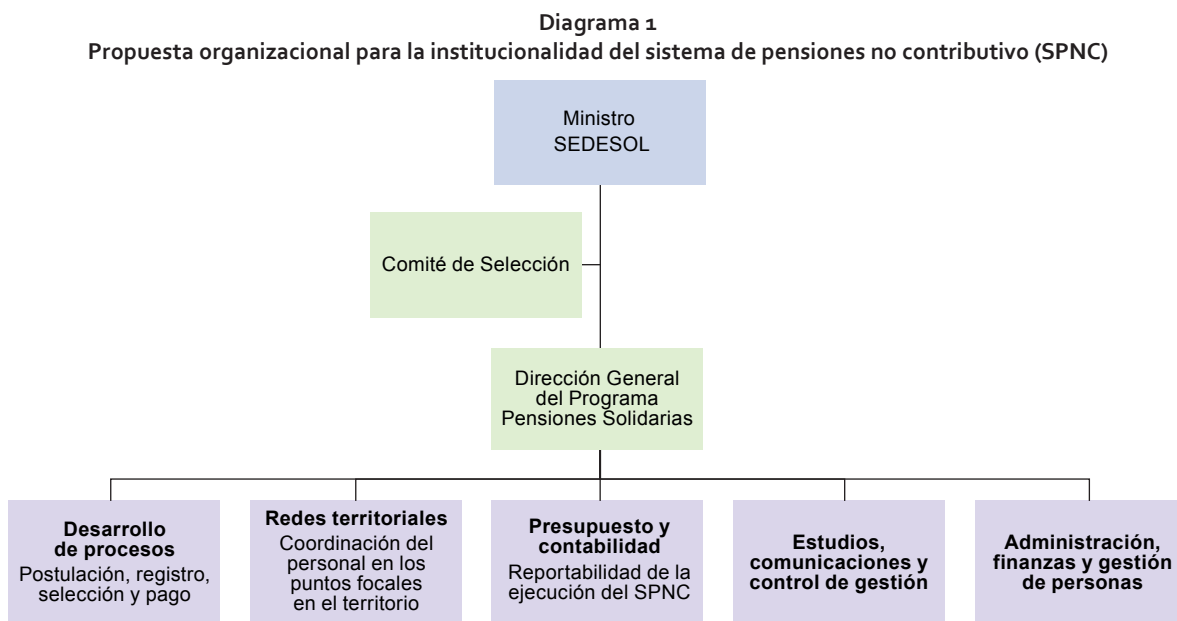 Diagrama 1
Propuesta organizacional para la institucionalidad del sistema de pensiones no contributivo (SPNC)
Ministro
SEDESOL
Comité de Selección
Dirección General
del Programa
Pensiones Solidarias
Desarrollo
de procesos
Postulación, registro,
selección y pago
Redes territoriales
Coordinación del
personal en los
puntos focales
en el territorio
Presupuesto y
contabilidad
Reportabilidad de la
ejecución del SPNC
Estudios,
comunicaciones y
control de gestión
Administración,
finanzas y gestión
de personas